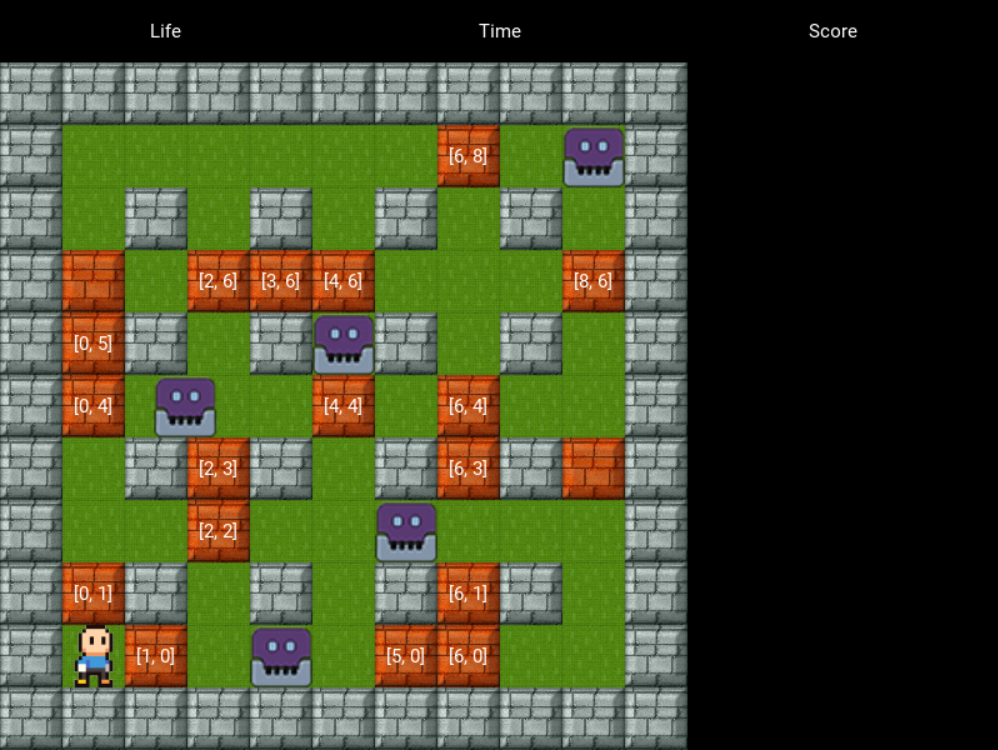 Life Time Score
[6, 8]
[2, 6] [3, 6] [4, 6] [8, 6]
[0, 5]
[0, 4] [4, 4] [6, 4]
[2, 3] [6, 3]
[2, 2]
[0, 1] [6, 1]
[1, 0] [5, 0] [6, 0]